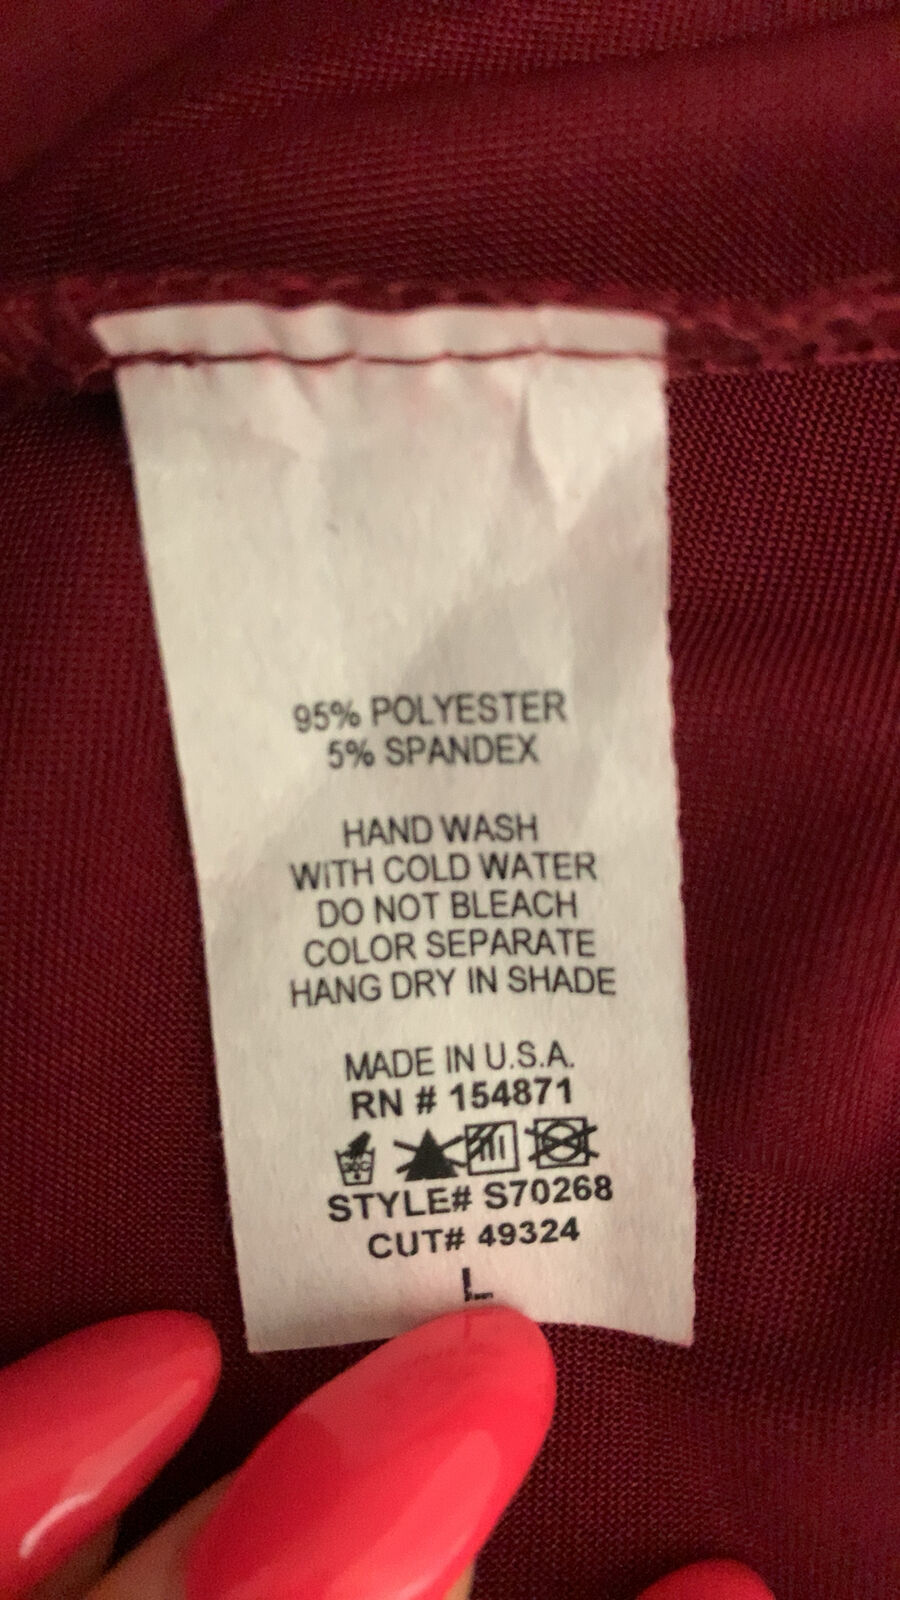 95% POLYESTER
5% SPANDEX
HAND WASH
WITH COLD WATER
DO NOT BLEACH
COLOR SEPARATE
HANG DRY IN SHADE
MADE IN U.S.A.
RN # 154871
30C
STYLE# S70268
CUT# 49324
L